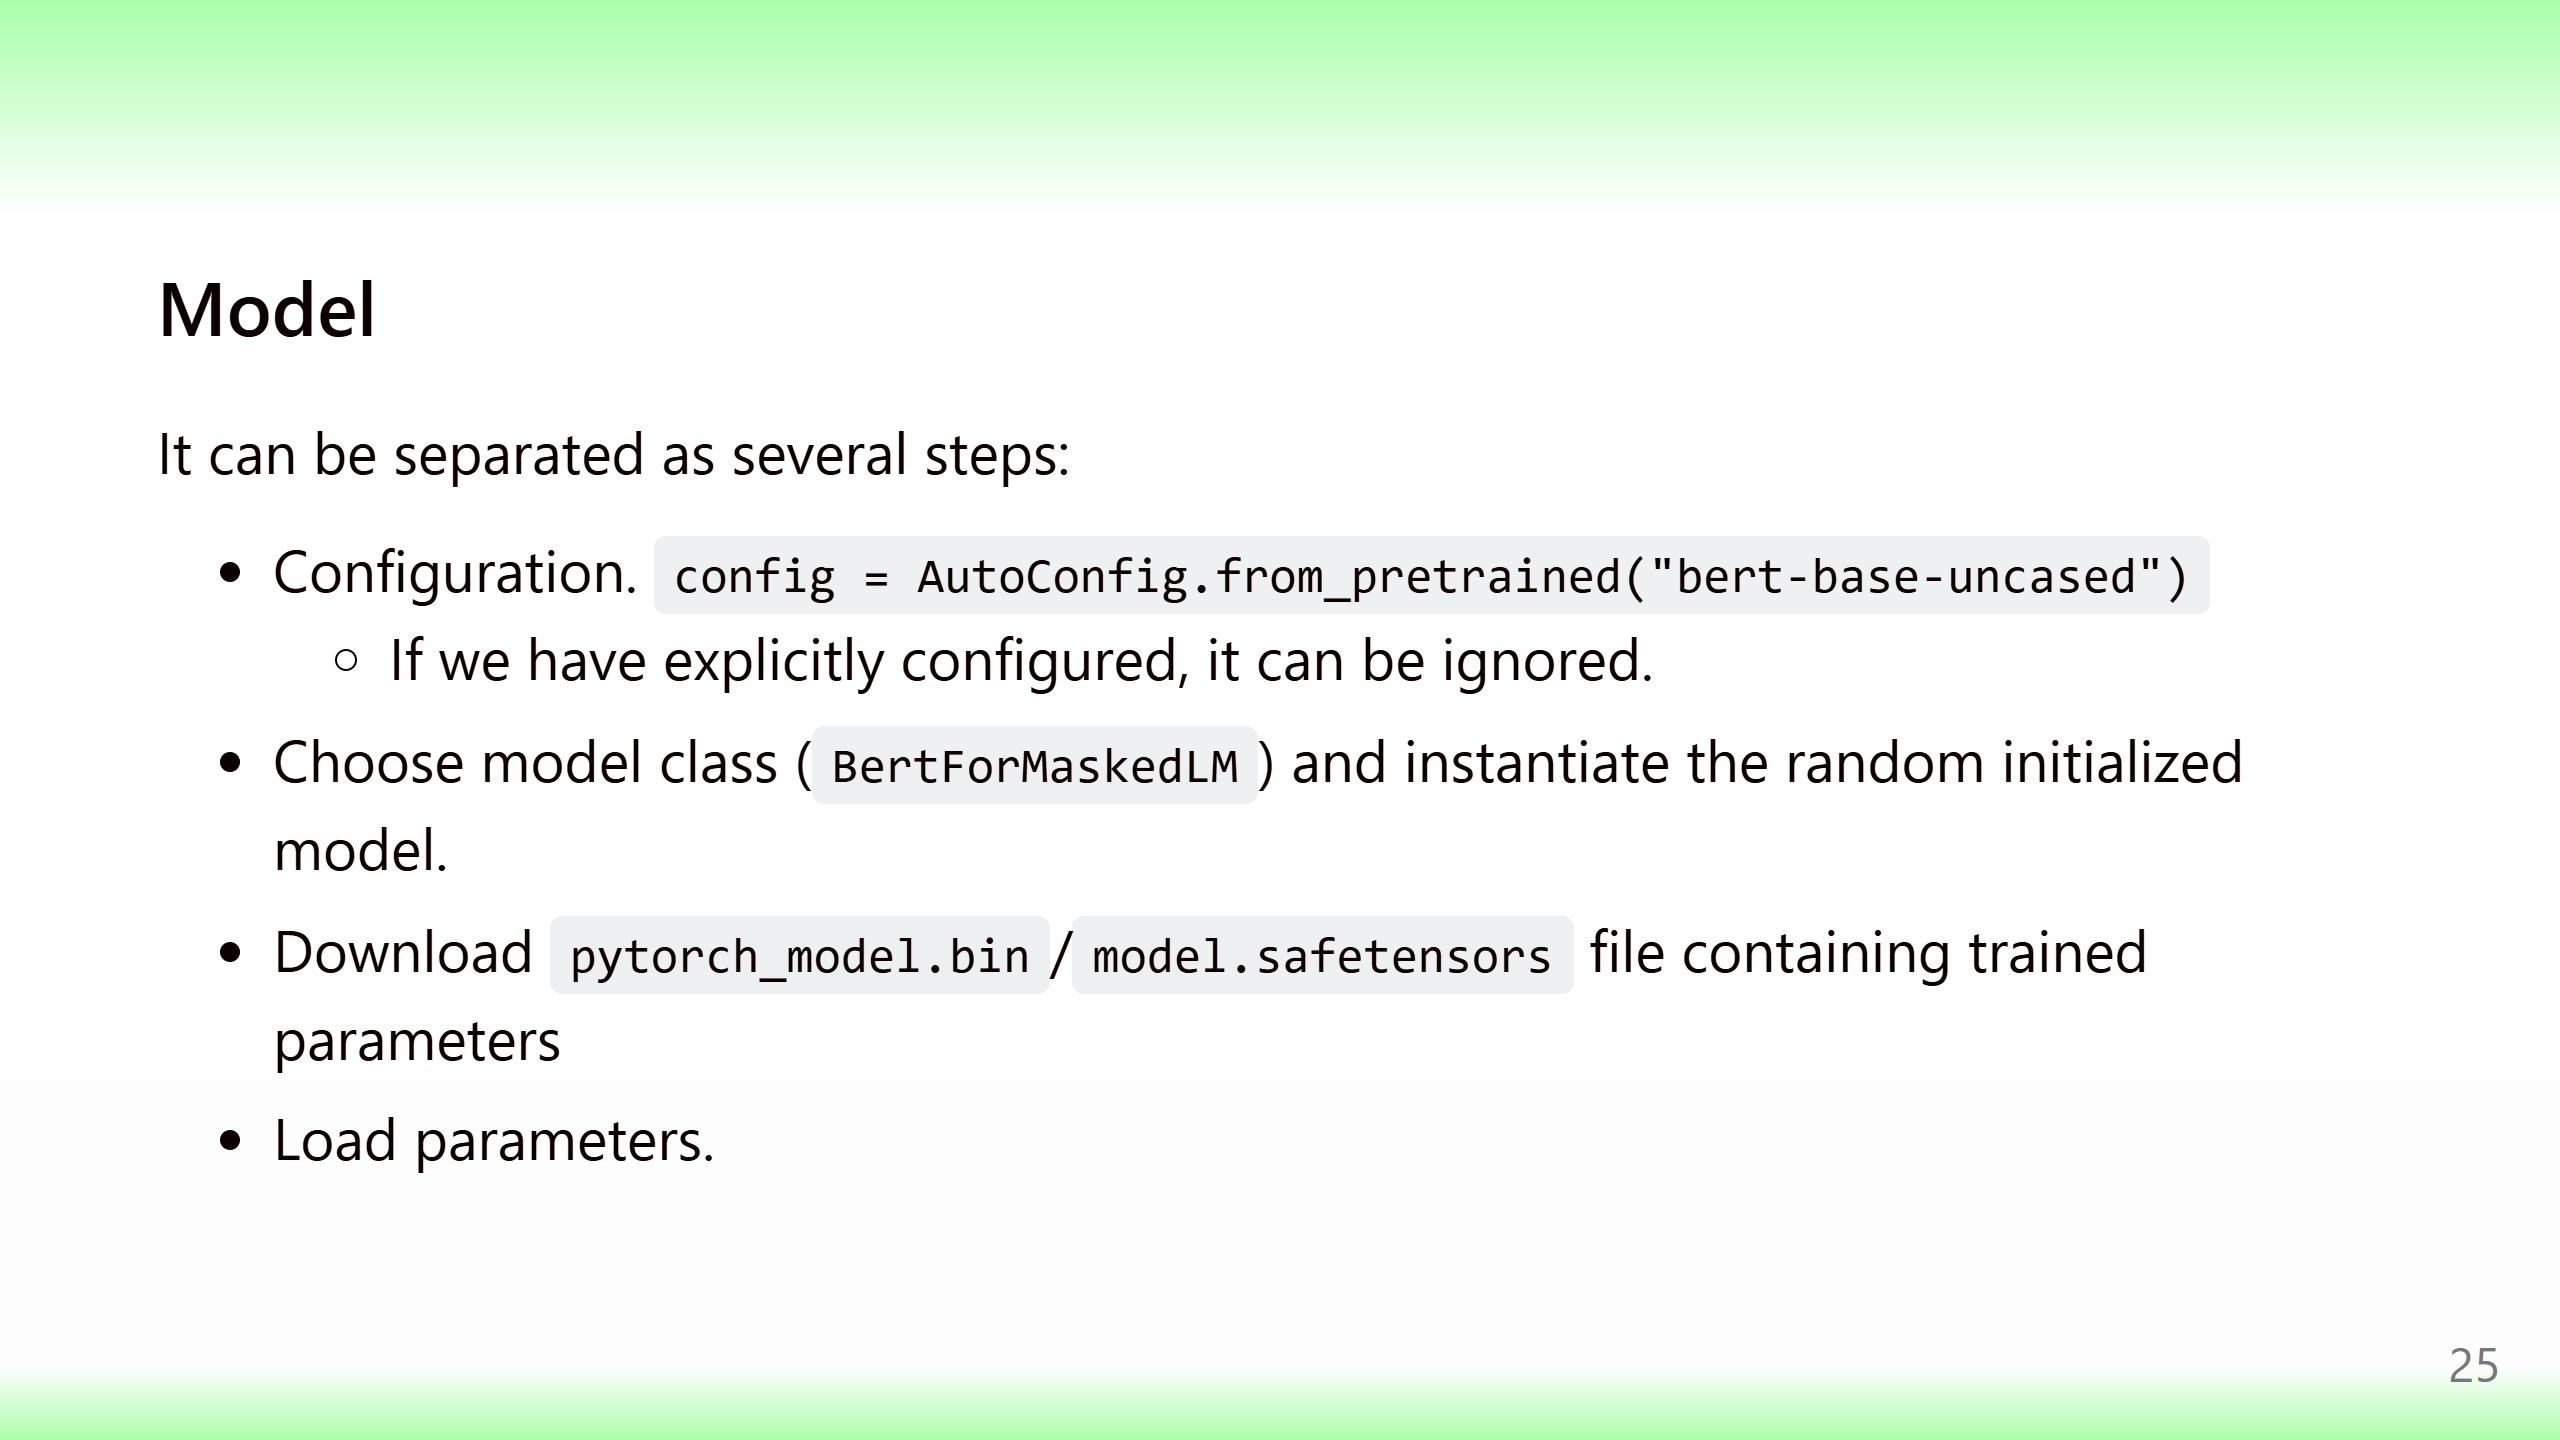 Model
It can be separated as several steps:
• Configuration. config = AutoConfig.from_pretrained("bert-base-uncased")
◦ If we have explicitly configured, it can be ignored.
• Choose model class ( BertForMaskedLM ) and instantiate the random initialized
model.
• Download pytorch_model.bin / model.safetensors file containing trained
parameters
• Load parameters.
25